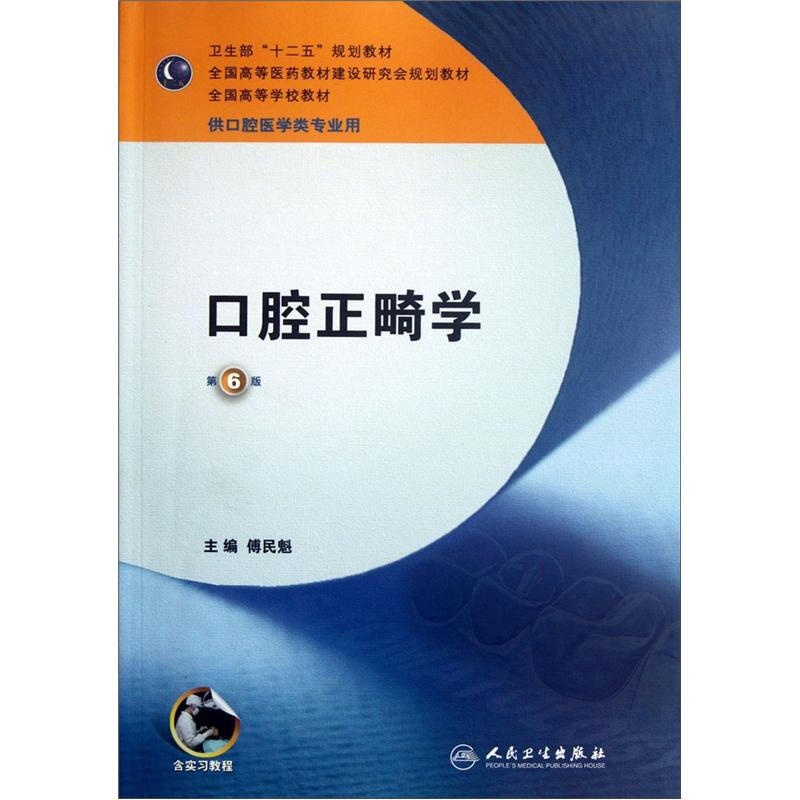 卫生部“十二五”规划教材
全国高等医药教材建设研究会规划教材
全国高等学校教材
供口腔医学类专业用
口腔正畸学
第6版
主编 傅民魁
含实习教程
人民卫生出版社
PEOPLE'S MEDICAL PUBLISHING HOUSE